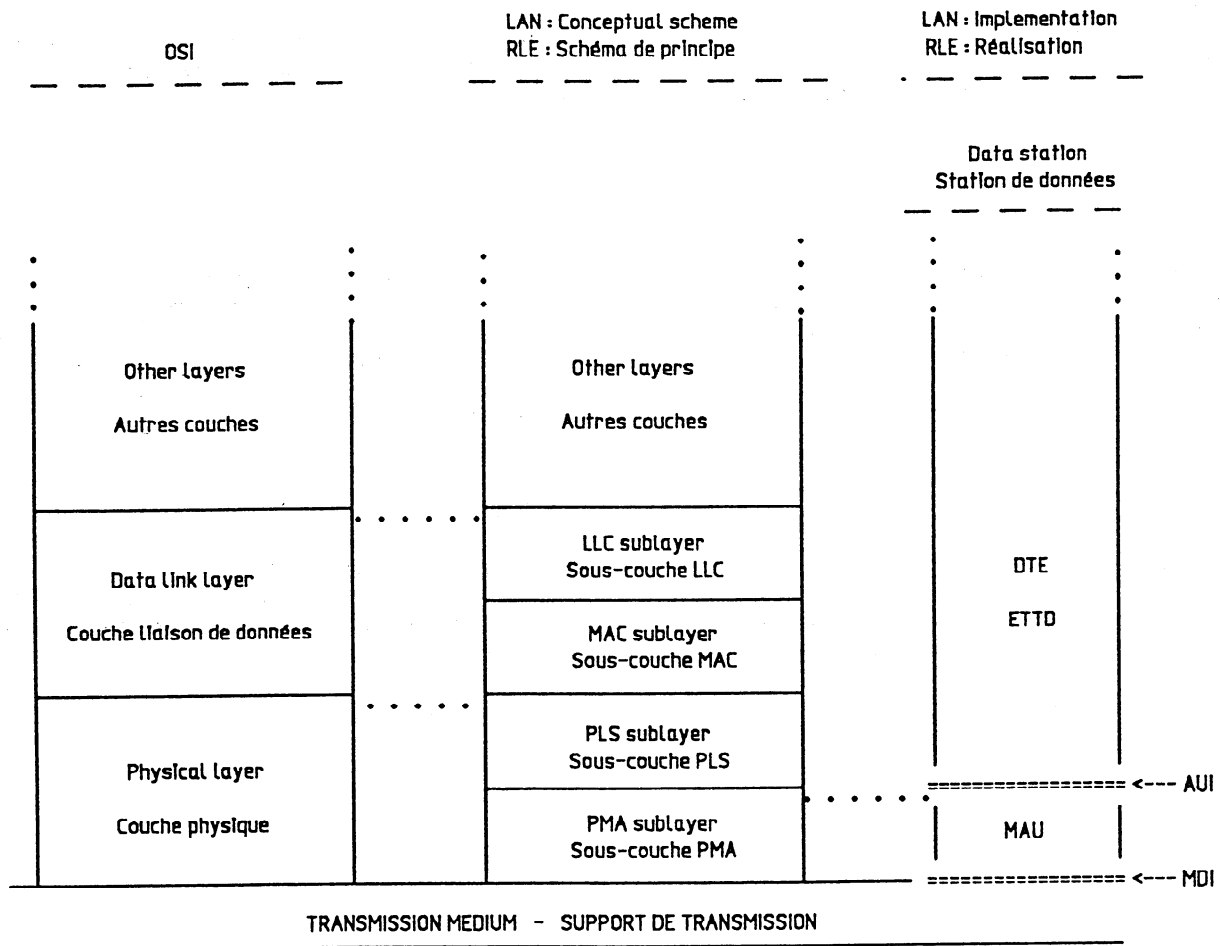 OSI
LAN : Conceptual scheme
RLE : Schéma de principe
LAN : Implementation
RLE : Réalisation
Data station
Station de données
Other layers
Autres couches
Other layers
Autres couches
Data link layer
Couche liaison de données
LLC sublayer
Sous-couche LLC
MAC sublayer
Sous-couche MAC
DTE
ETTD
Physical layer
Couche physique
PLS sublayer
Sous-couche PLS
PMA sublayer
Sous-couche PMA
AUI
MAU
MDI
TRANSMISSION MEDIUM - SUPPORT DE TRANSMISSION